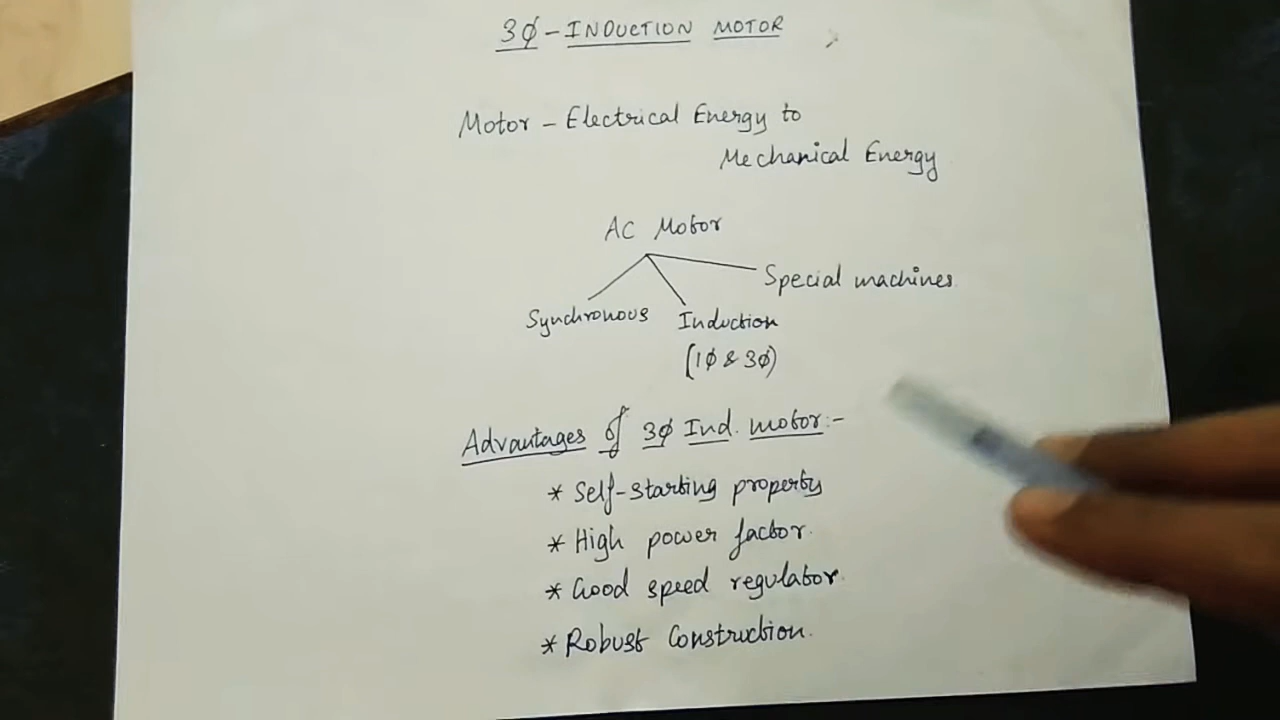 3ϕ - INDUCTION MOTOR
Motor - Electrical Energy to
Mechanical Energy
AC Motor
Special machines
Synchronous Induction
(1ϕ & 3ϕ)
Advantages of 3ϕ Ind. motor:-
* Self-starting property
* High power factor.
* Good speed regulator.
* Robust Construction.